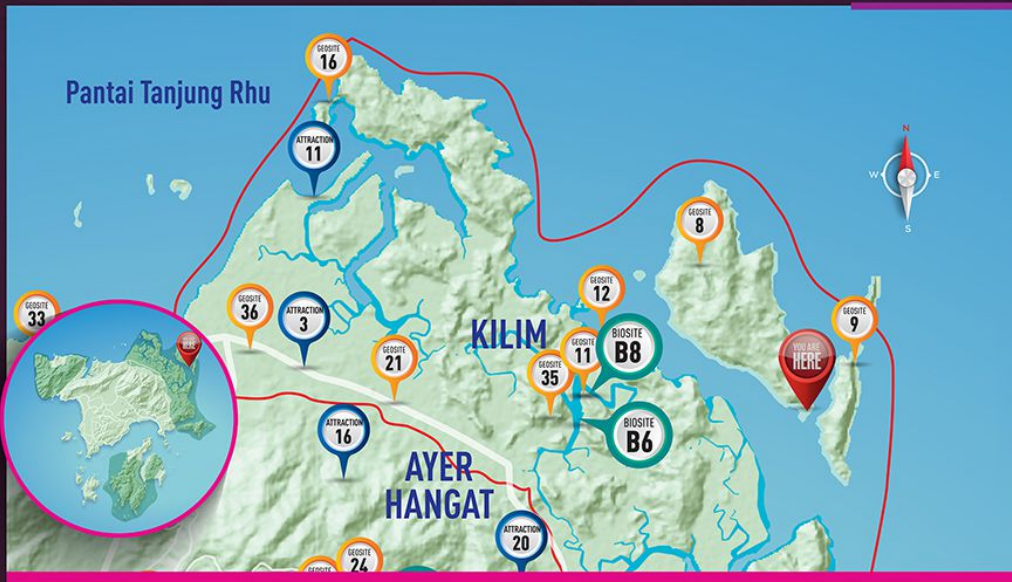 GEOSITE
16
Pantai Tanjung Rhu
ATTRACTION
11
N
W
E
S
GEOSITE
8
GEOSITE
33
GEOSITE
36
ATTRACTION
3
GEOSITE
12
GEOSITE
9
KILIM
GEOSITE
11
BIOSITE
B8
YOU ARE
HERE
GEOSITE
21
GEOSITE
35
ATTRACTION
16
BIOSITE
B6
AYER
HANGAT
ATTRACTION
20
GEOSITE
24
GEOSITE
HERE